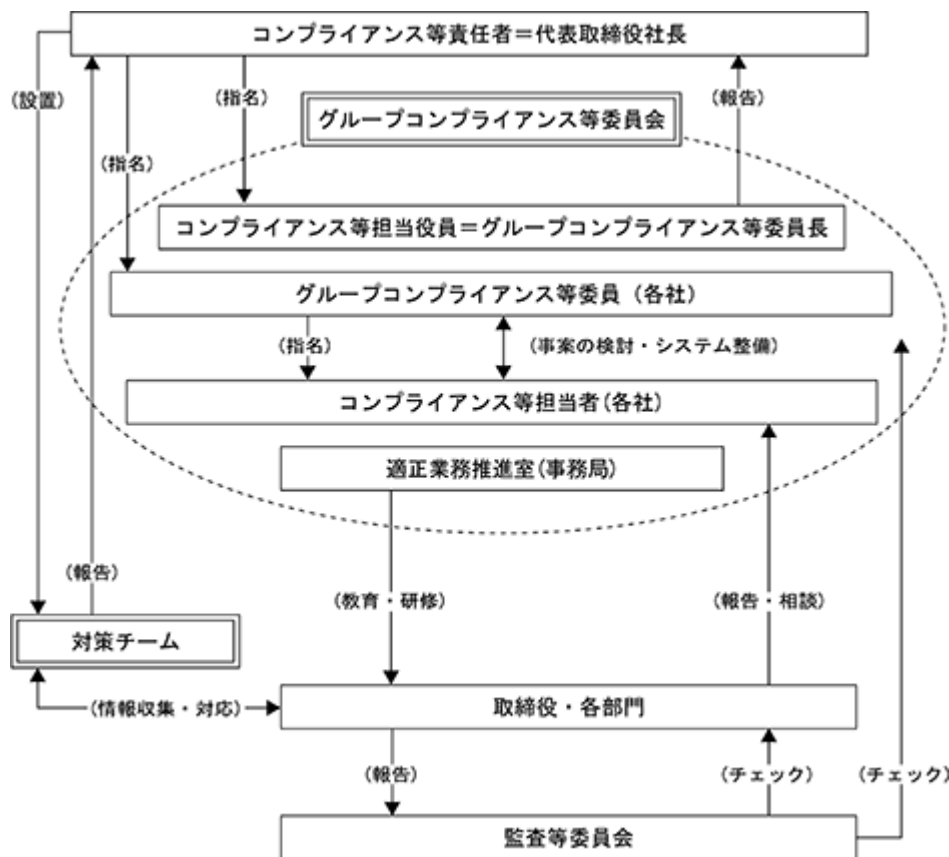 コンプライアンス等責任者＝代表取締役社長
(設置)
(指名)
(報告)
グループコンプライアンス等委員会
(指名)
コンプライアンス等担当役員＝グループコンプライアンス等委員長
グループコンプライアンス等委員（各社）
(指名)
(事案の検討・システム整備)
コンプライアンス等担当者(各社)
適正業務推進室(事務局)
(報告)
(教育・研修)
(報告・相談)
対策チーム
(情報収集・対応)
取締役・各部門
(報告)
(チェック)
(チェック)
監査等委員会